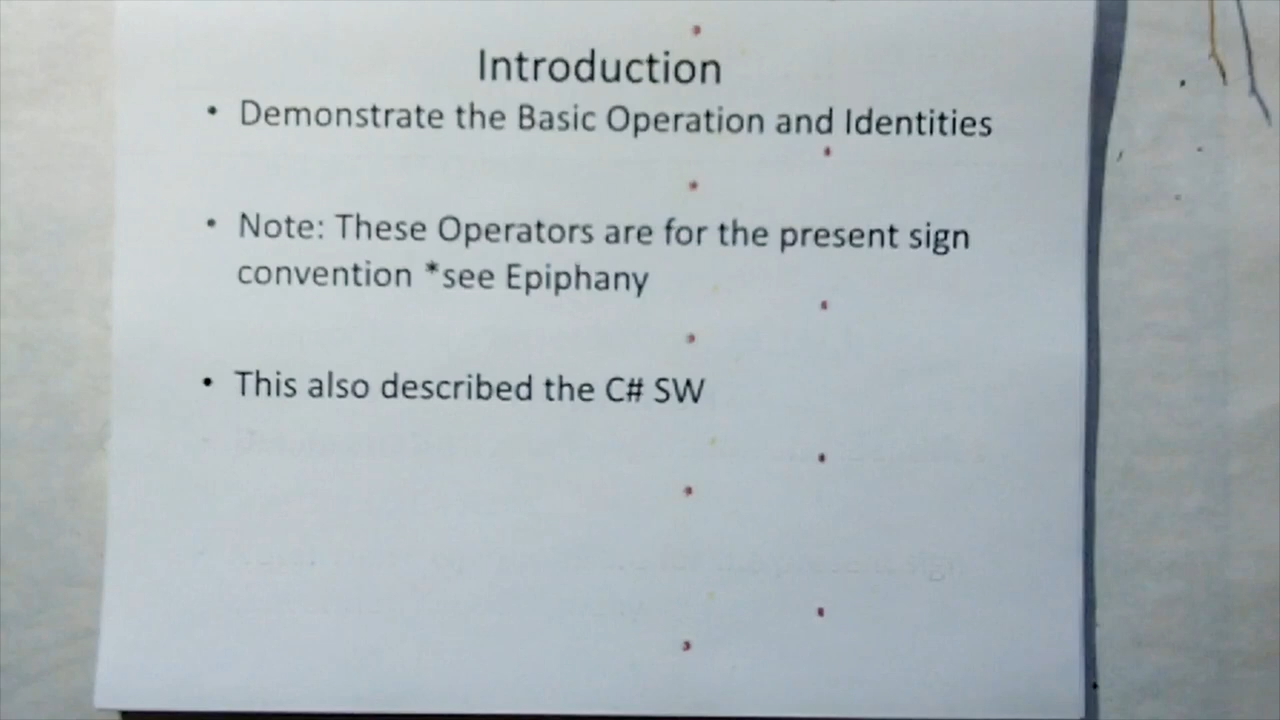 Introduction
• Demonstrate the Basic Operation and Identities
• Note: These Operators are for the present sign
convention *see Epiphany
• This also described the C# SW